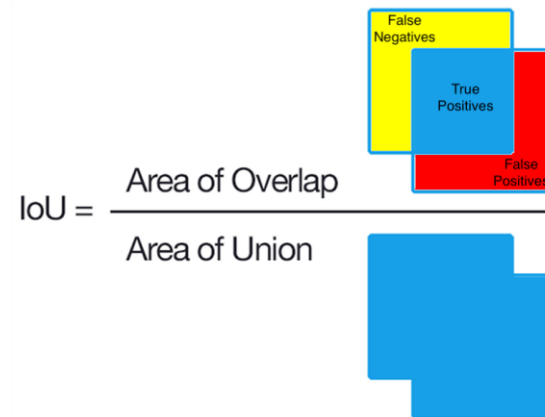 False
Negatives
True
Positives
False
Positives
Area of Overlap
IoU =
Area of Union